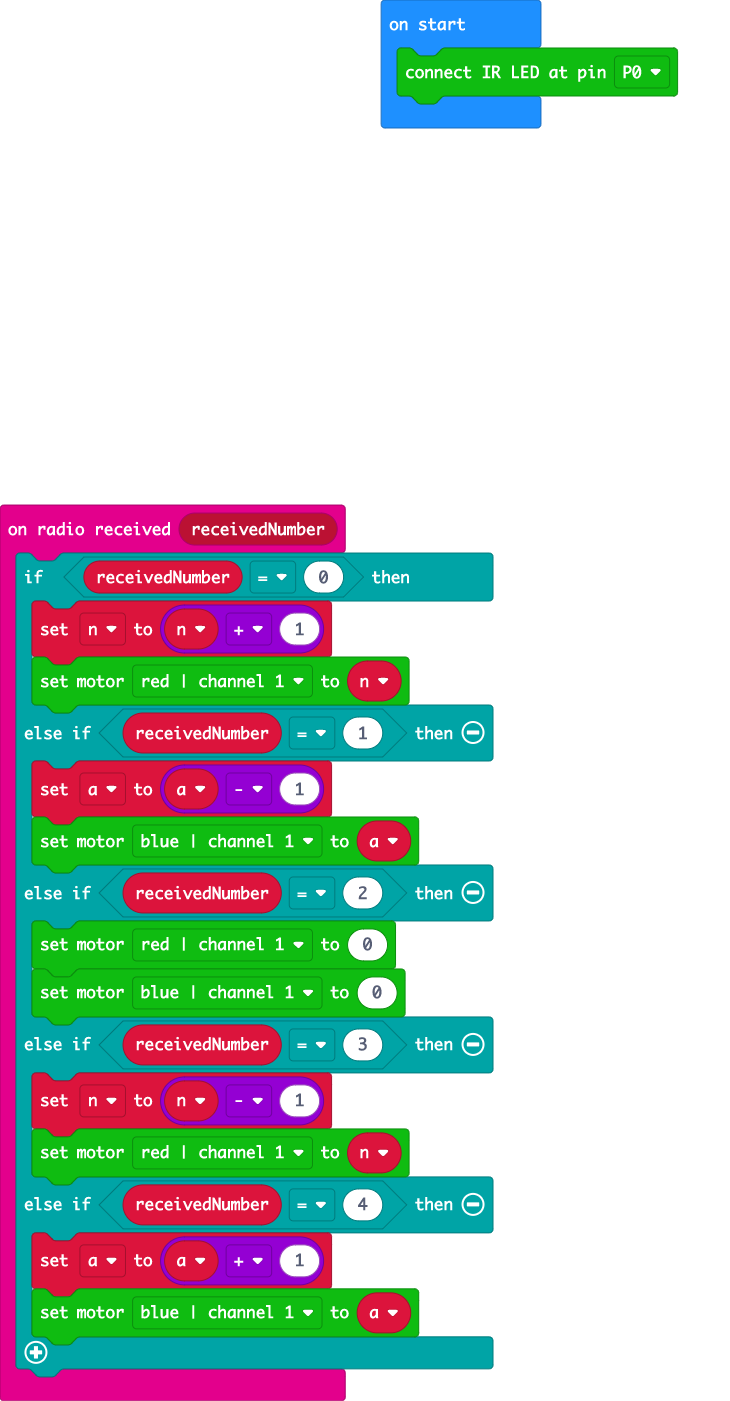 on start
connect IR LED at pin P0
on radio received receivedNumber
if receivedNumber = 0 then
set n to n + 1
set motor red | channel 1 to n
else if receivedNumber = 1 then
set a to a - 1
set motor blue | channel 1 to a
else if receivedNumber = 2 then
set motor red | channel 1 to 0
set motor blue | channel 1 to 0
else if receivedNumber = 3 then
set n to n - 1
set motor red | channel 1 to n
else if receivedNumber = 4 then
set a to a + 1
set motor blue | channel 1 to a